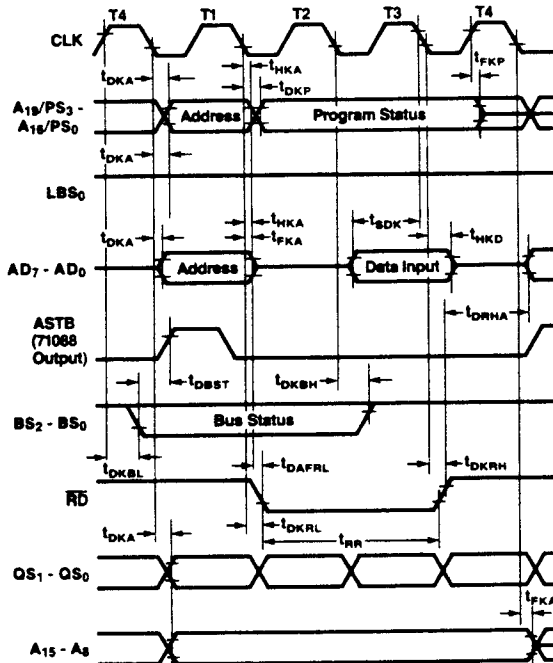 T4 T1 T2 T3 T4
CLK
tDKA tHKA tFKP
tDKP
A19/PS3 -
A16/PS0
Address Program Status
tDKA
LBS0
tHKA tSDK
tDKA tFKA tHKD
AD7 - AD0 Address Data Input
tDRHA
ASTB
(71088
Output)
tDBST tDKBH
BS2 - BS0 Bus Status
tDKBL tDAFRL tDKRH
RD
tDKA tDKRL tRR
QS1 - QS0
tFKA
A15 - A8